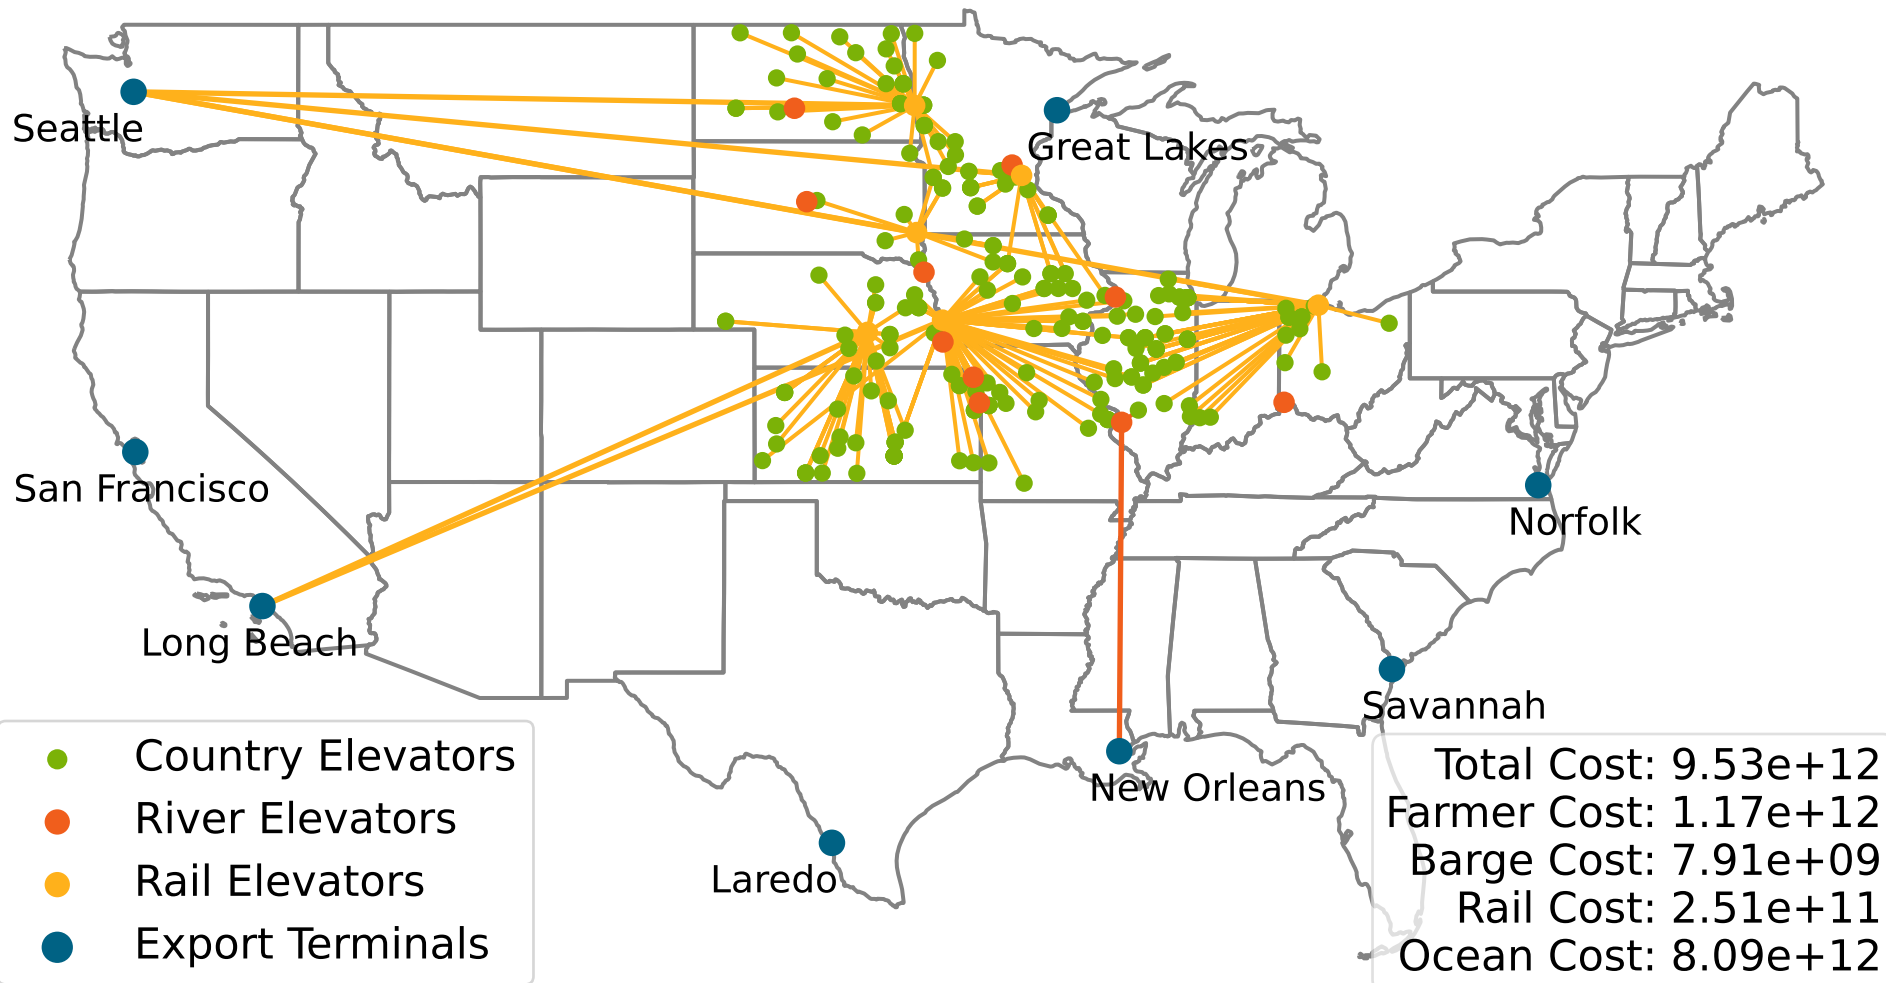 Seattle
Great Lakes
San Francisco
Norfolk
Long Beach
Savannah
New Orleans
Laredo
Country Elevators
River Elevators
Rail Elevators
Export Terminals
Total Cost: 9.53e+12
Farmer Cost: 1.17e+12
Barge Cost: 7.91e+09
Rail Cost: 2.51e+11
Ocean Cost: 8.09e+12